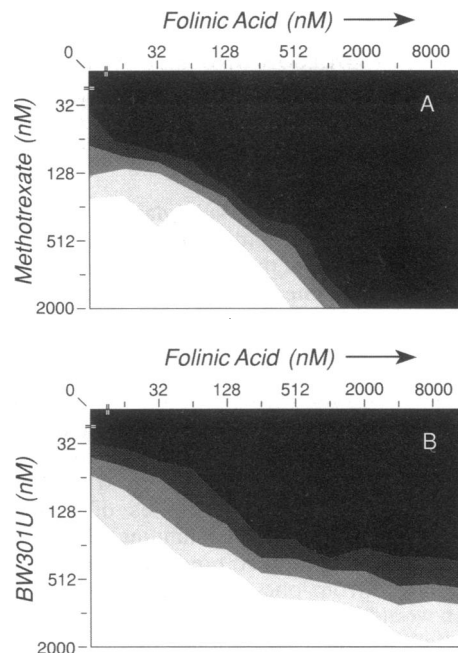 Folinic Acid (nM)
0 32 128 512 2000 8000
Methotrexate (nM)
32
128
512
2000
A
Folinic Acid (nM)
0 32 128 512 2000 8000
BW301U (nM)
32
128
512
2000
B